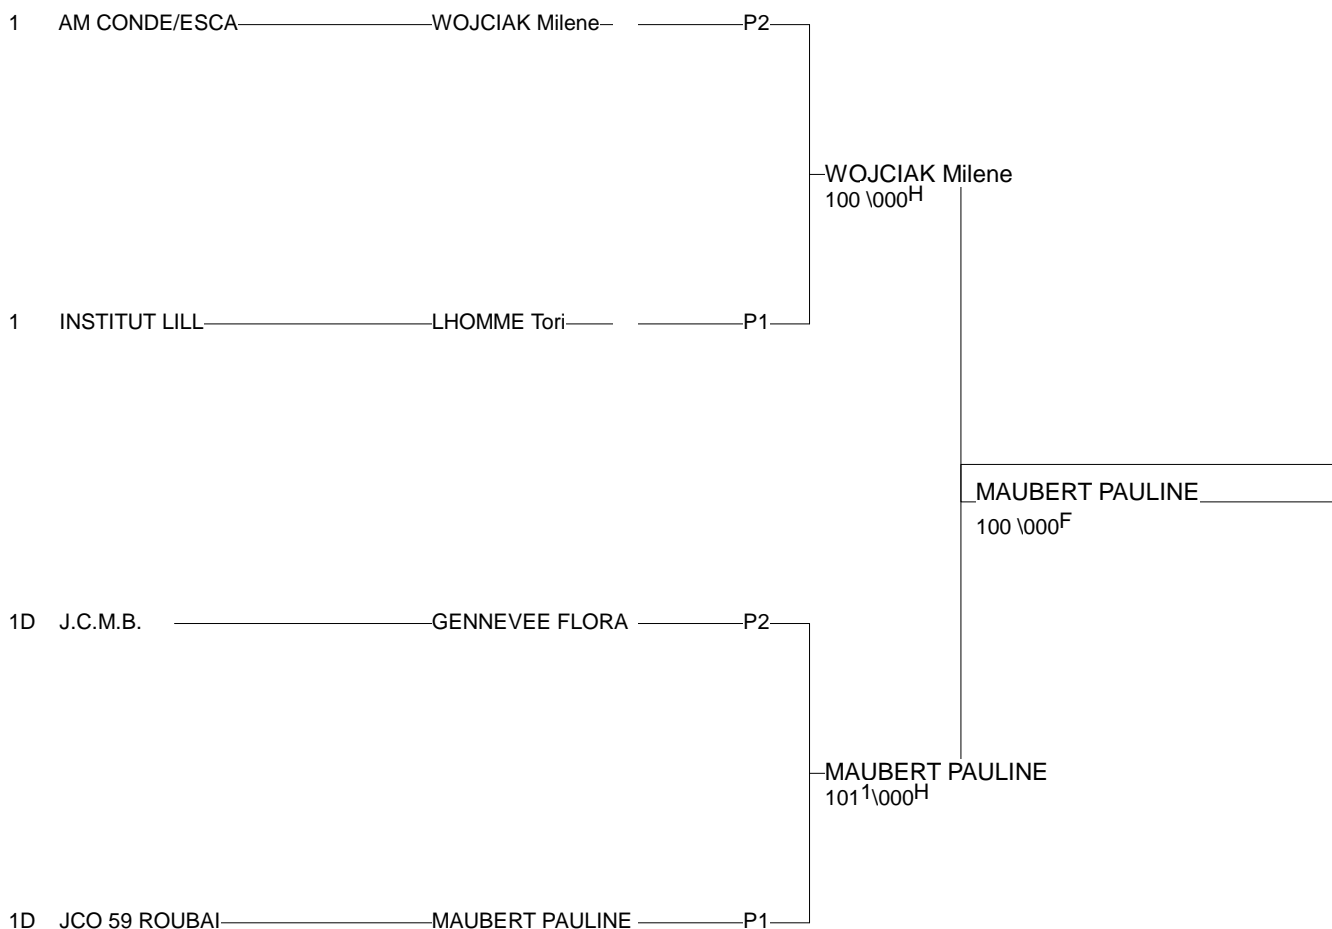 1 AM CONDE/ESCA WOJCIAK Milene P2
WOJCIAK Milene
100 \000H
1 INSTITUT LILL LHOMME Tori P1
MAUBERT PAULINE
100 \000F
1D J.C.M.B. GENNEVEE FLORA P2
MAUBERT PAULINE
1011\000H
1D JCO 59 ROUBAI MAUBERT PAULINE P1